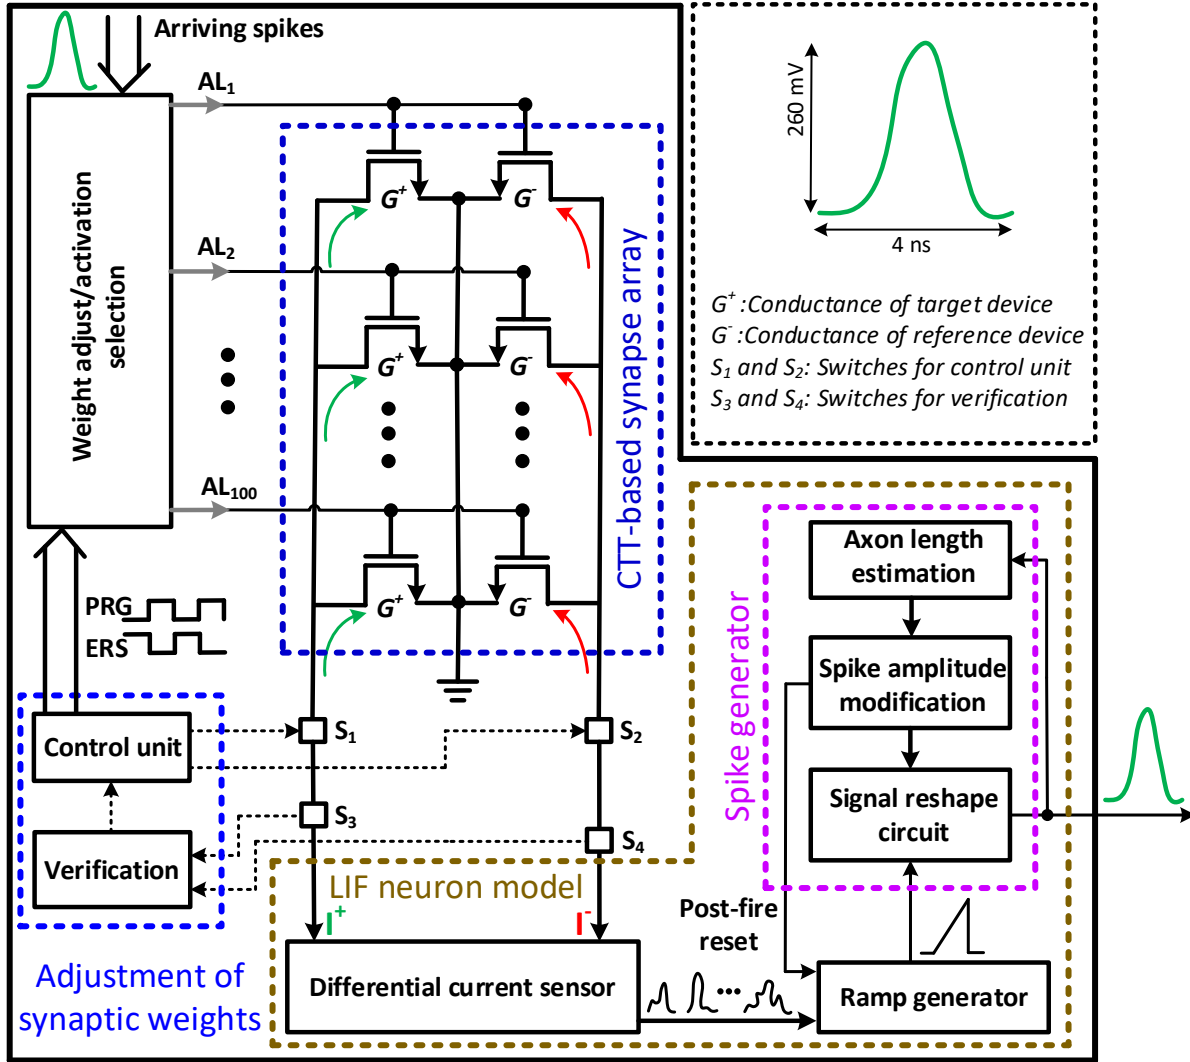 Arriving spikes
AL1
Weight adjust/activation
selection
G+
G-
AL2
G+
G-
AL100
G+
G-
CTT-based synapse array
260 mV
4 ns
G+ :Conductance of target device
G- :Conductance of reference device
S1 and S2: Switches for control unit
S3 and S4: Switches for verification
PRG
ERS
Control unit
Verification
Adjustment of
synaptic weights
S1
S2
S3
S4
LIF neuron model
I+
I-
Differential current sensor
Spike generator
Axon length
estimation
Spike amplitude
modification
Signal reshape
circuit
Post-fire
reset
Ramp generator